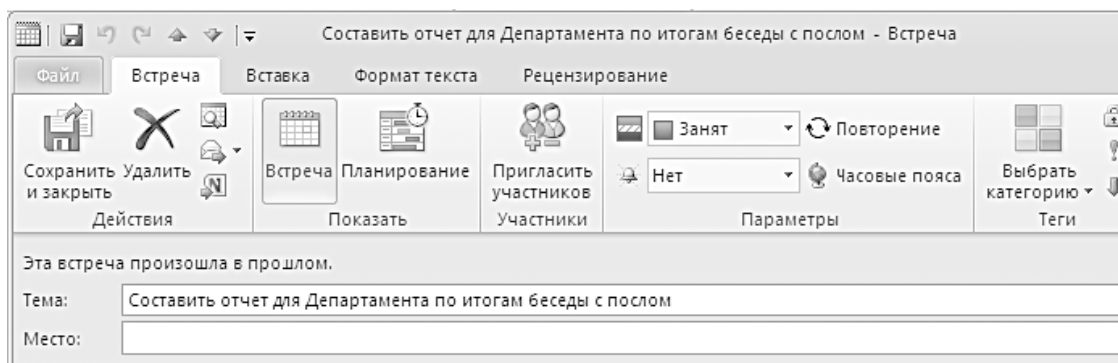 Составить отчет для Департамента по итогам беседы с послом - Встреча
Файл Встреча Вставка Формат текста Рецензирование
Занят Повторение
Сохранить и закрыть Удалить Встреча Планирование Пригласить участников Нет Часовые пояса Выбрать категорию
Действия Показать Участники Параметры Теги
Эта встреча произошла в прошлом.
Тема: Составить отчет для Департамента по итогам беседы с послом
Место: